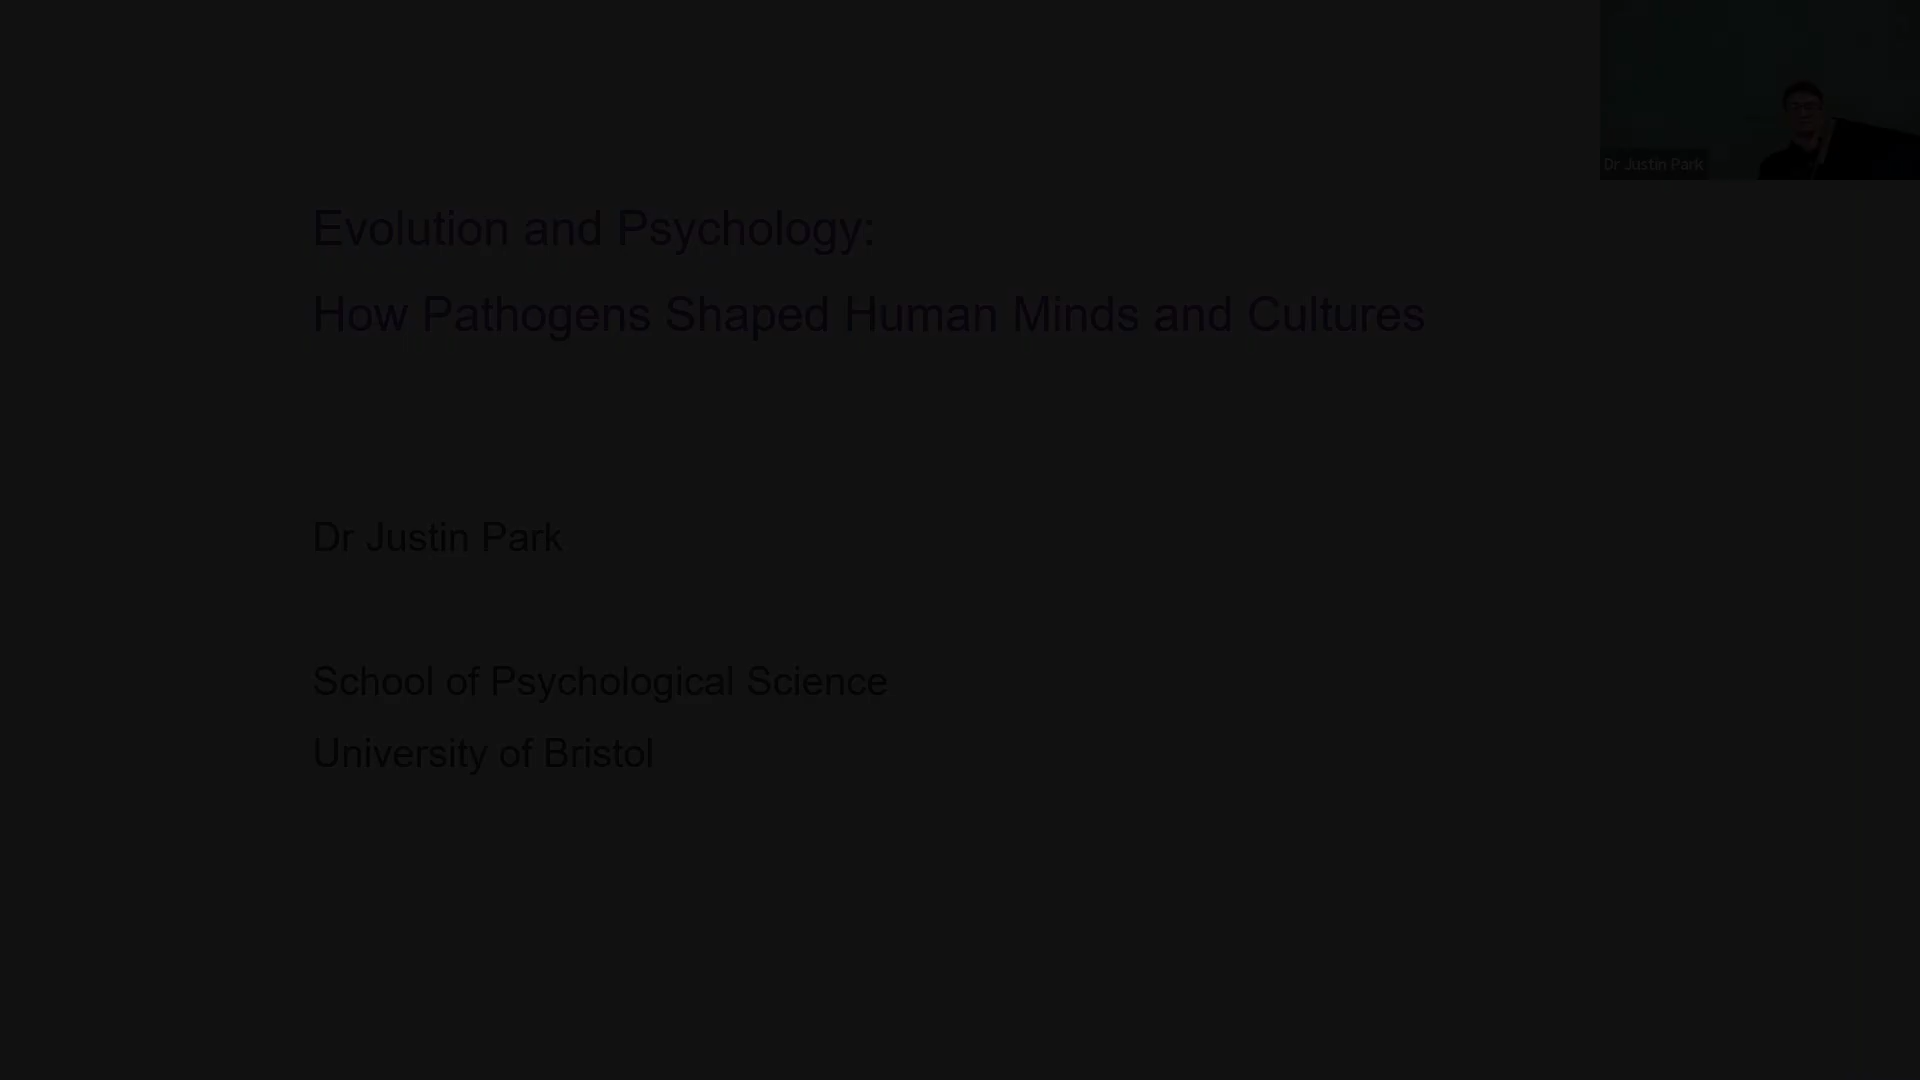 Dr Justin Park
Evolution and Psychology:
How Pathogens Shaped Human Minds and Cultures
Dr Justin Park
School of Psychological Science
University of Bristol